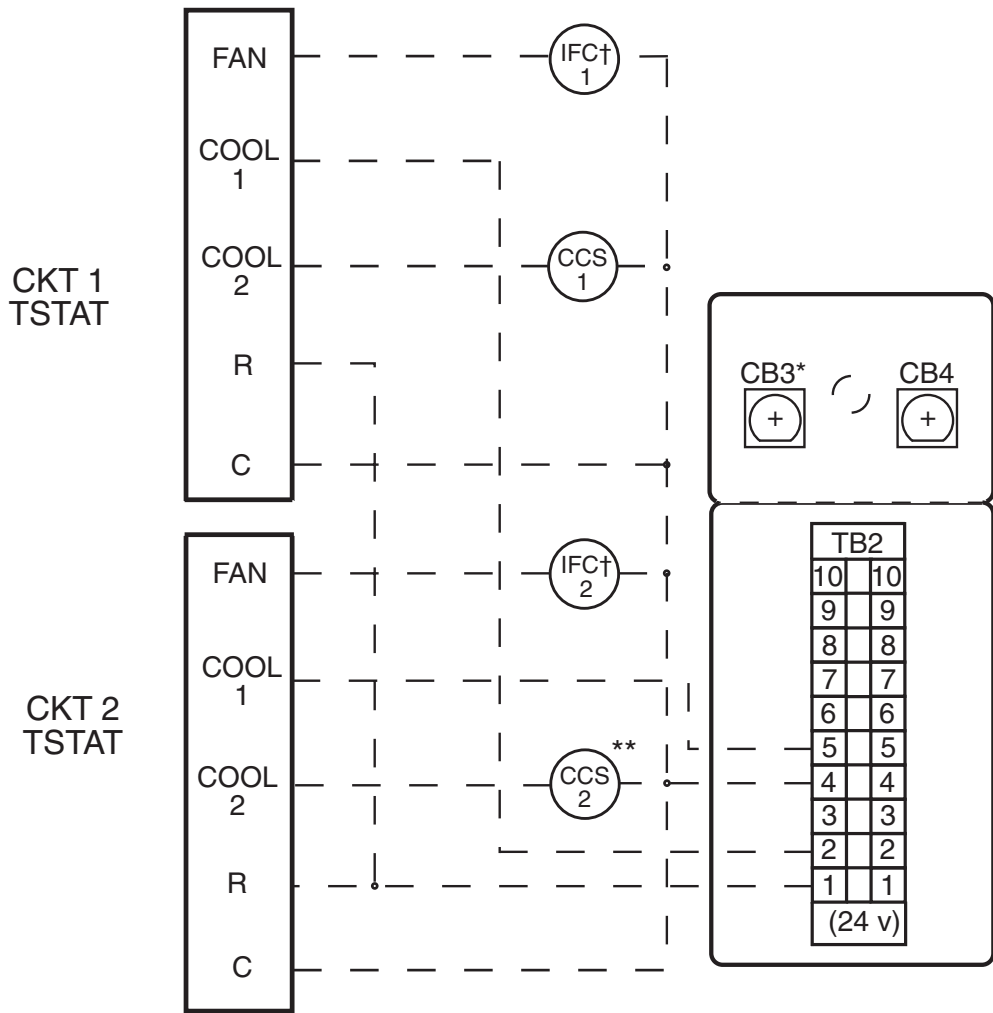 CKT 1
TSTAT
FAN
COOL
1
COOL
2
R
C
IFC†
1
CCS
1
CKT 2
TSTAT
FAN
COOL
1
COOL
2
R
C
IFC†
2
**
CCS
2
CB3*
CB4
+
+
TB2
10 10
9 9
8 8
7 7
6 6
5 5
4 4
3 3
2 2
1 1
(24 v)